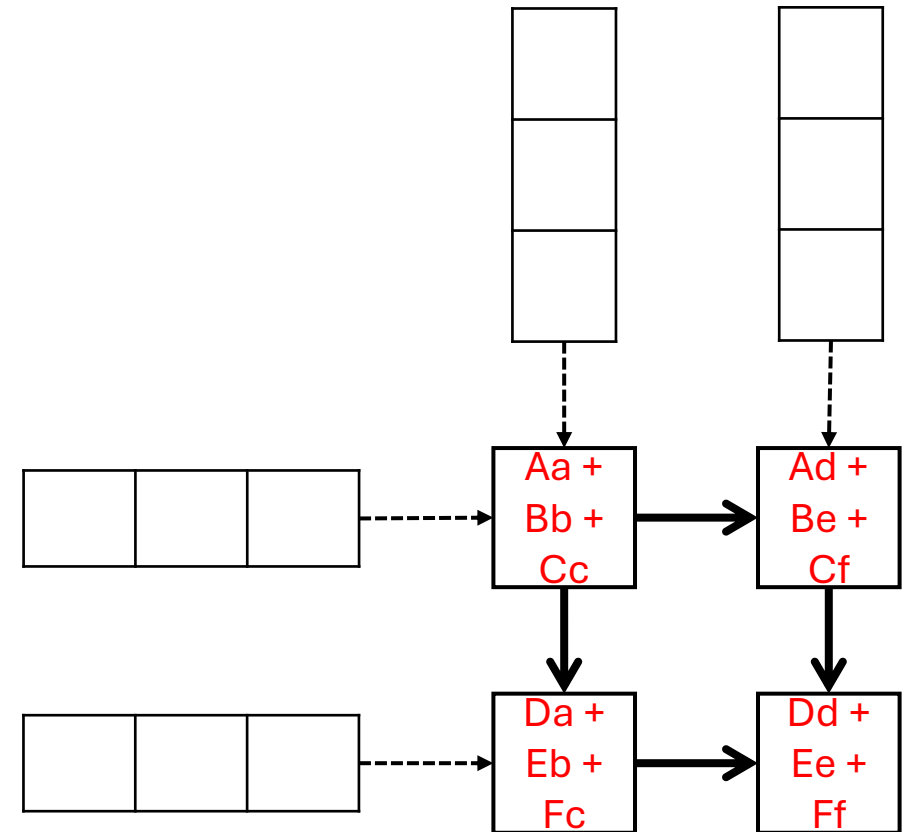 Aa +
Bb +
Cc
Ad +
Be +
Cf
Da +
Eb +
Fc
Dd +
Ee +
Ff